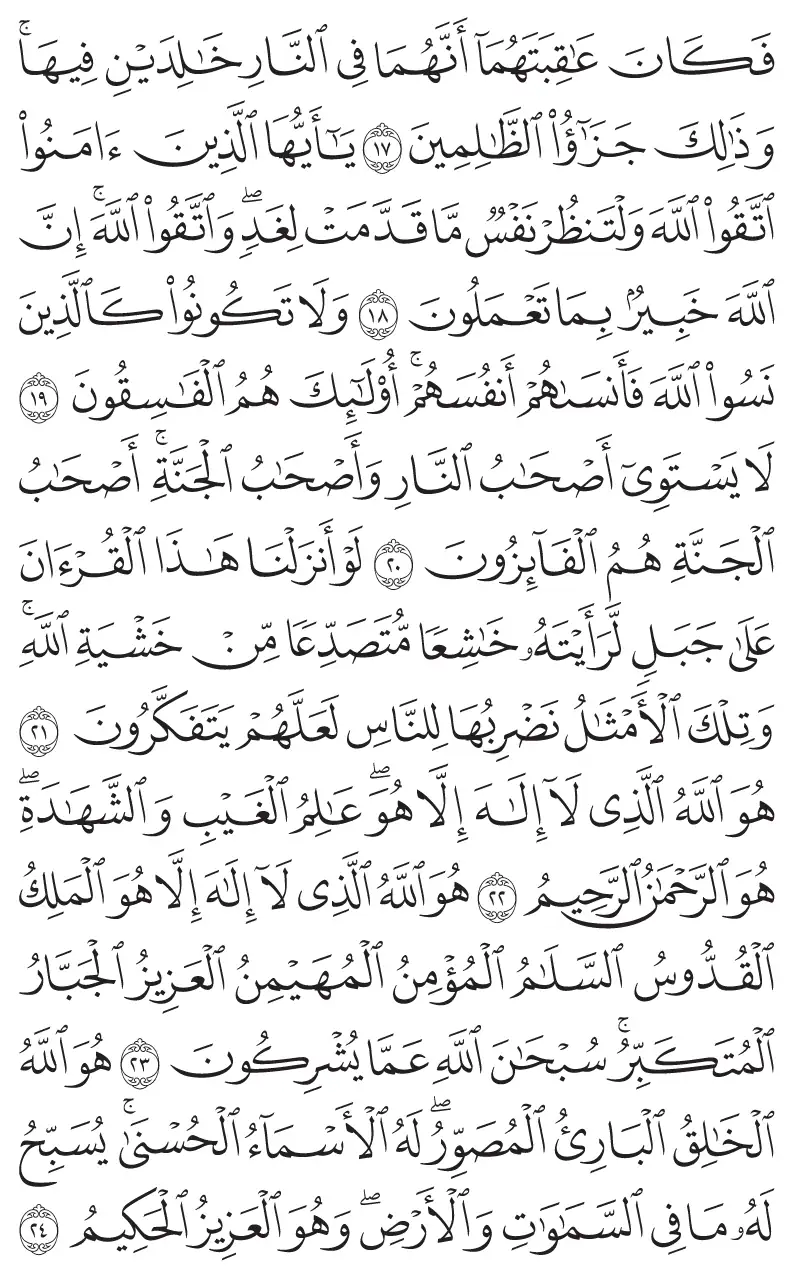 فَكَانَ عَٰقِبَتَهُمَآ أَنَّهُمَا فِى ٱلنَّارِ خَٰلِدَيْنِ فِيهَا ۚ
وَذَٰلِكَ جَزَٰٓؤُا۟ ٱلظَّٰلِمِينَ ١٧ يَٰٓأَيُّهَا ٱلَّذِينَ ءَامَنُوا۟
ٱتَّقُوا۟ ٱللَّهَ وَلْتَنظُرْ نَفْسٌ مَّا قَدَّمَتْ لِغَدٍ ۖ وَٱتَّقُوا۟ ٱللَّهَ ۚ إِنَّ
ٱللَّهَ خَبِيرٌۢ بِمَا تَعْمَلُونَ ١٨ وَلَا تَكُونُوا۟ كَٱلَّذِينَ
نَسُوا۟ ٱللَّهَ فَأَنسَىٰهُمْ أَنفُسَهُمْ ۚ أُو۟لَٰٓئِكَ هُمُ ٱلْفَٰسِقُونَ ١٩
لَا يَسْتَوِىٓ أَصْحَٰبُ ٱلنَّارِ وَأَصْحَٰبُ ٱلْجَنَّةِ ۚ أَصْحَٰبُ
ٱلْجَنَّةِ هُمُ ٱلْفَآئِزُونَ ٢٠ لَوْ أَنزَلْنَا هَٰذَا ٱلْقُرْءَانَ
عَلَىٰ جَبَلٍ لَّرَأَيْتَهُۥ خَٰشِعًا مُّتَصَدِّعًا مِّنْ خَشْيَةِ ٱللَّهِ ۚ
وَتِلْكَ ٱلْأَمْثَٰلُ نَضْرِبُهَا لِلنَّاسِ لَعَلَّهُمْ يَتَفَكَّرُونَ ٢١
هُوَ ٱللَّهُ ٱلَّذِى لَآ إِلَٰهَ إِلَّا هُوَ ۖ عَٰلِمُ ٱلْغَيْبِ وَٱلشَّهَٰدَةِ ۖ
هُوَ ٱلرَّحْمَٰنُ ٱلرَّحِيمُ ٢٢ هُوَ ٱللَّهُ ٱلَّذِى لَآ إِلَٰهَ إِلَّا هُوَ ٱلْمَلِكُ
ٱلْقُدُّوسُ ٱلسَّلَٰمُ ٱلْمُؤْمِنُ ٱلْمُهَيْمِنُ ٱلْعَزِيزُ ٱلْجَبَّارُ
ٱلْمُتَكَبِّرُ ۚ سُبْحَٰنَ ٱللَّهِ عَمَّا يُشْرِكُونَ ٢٣ هُوَ ٱللَّهُ
ٱلْخَٰلِقُ ٱلْبَارِئُ ٱلْمُصَوِّرُ ۖ لَهُ ٱلْأَسْمَآءُ ٱلْحُسْنَىٰ ۚ يُسَبِّحُ
لَهُۥ مَا فِى ٱلسَّمَٰوَٰتِ وَٱلْأَرْضِ ۖ وَهُوَ ٱلْعَزِيزُ ٱلْحَكِيمُ ٢٤